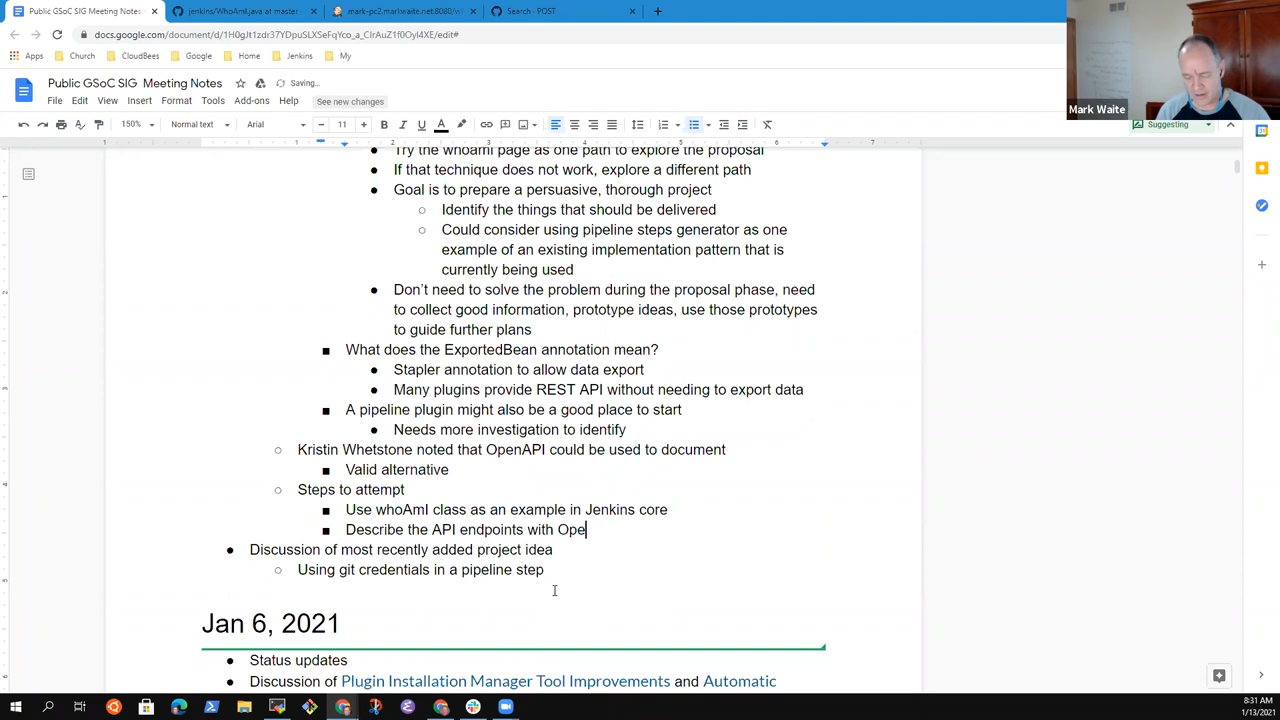 Public GSoC SIG Meeting Notes
jenkins/WhoAmI.java at master
mark-pc2.markwaite.net:8080/w
Search - POST
docs.google.com/document/d/1H0gJt1zdr37YDpuSLXSeFqYco_a_ClrAuZ1f0OyI4XE/edit#
Apps Church CloudBees Google Home Jenkins My
Public GSoC SIG Meeting Notes Saving...
File Edit View Insert Format Tools Add-ons Help See new changes
150% Normal text Arial 11 Suggesting
Mark Waite
Try the whoami page as one path to explore the proposal
If that technique does not work, explore a different path
Goal is to prepare a persuasive, thorough project
Identify the things that should be delivered
Could consider using pipeline steps generator as one
example of an existing implementation pattern that is
currently being used
Don't need to solve the problem during the proposal phase, need
to collect good information, prototype ideas, use those prototypes
to guide further plans
What does the ExportedBean annotation mean?
Stapler annotation to allow data export
Many plugins provide REST API without needing to export data
A pipeline plugin might also be a good place to start
Needs more investigation to identify
Kristin Whetstone noted that OpenAPI could be used to document
Valid alternative
Steps to attempt
Use whoAmI class as an example in Jenkins core
Describe the API endpoints with Ope
Discussion of most recently added project idea
Using git credentials in a pipeline step
Jan 6, 2021
Status updates
Discussion of Plugin Installation Manager Tool Improvements and Automatic
8:31 AM
1/13/2021